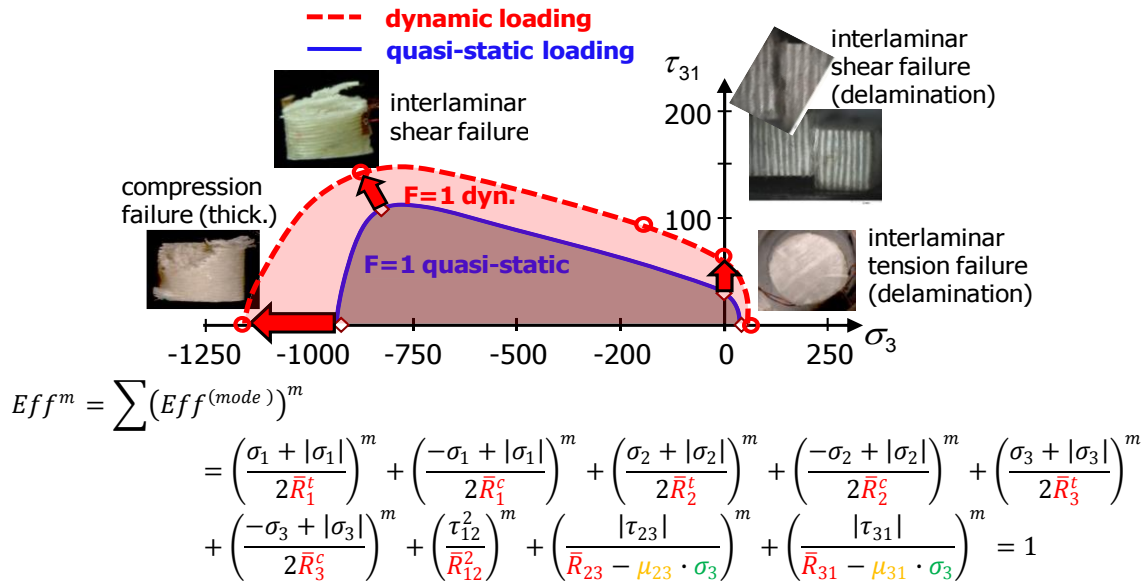 dynamic loading
quasi-static loading
interlaminar
shear failure
(delamination)
τ₃₁
200
interlaminar
shear failure
compression
failure (thick.)
F=1 dyn.
100
interlaminar
tension failure
(delamination)
F=1 quasi-static
-1250 -1000 -750 -500 -200 0 250 σ₃
Eff^m = ∑(Eff^(mode))^m
= ((σ₁ + |σ₁|)/(2R̄₁^t))^m + ((-σ₁ + |σ₁|)/(2R̄₁^c))^m + ((σ₂ + |σ₂|)/(2R̄₂^t))^m + ((-σ₂ + |σ₂|)/(2R̄₂^c))^m + ((σ₃ + |σ₃|)/(2R̄₃^t))^m
+ ((-σ₃ + |σ₃|)/(2R̄₃^c))^m + (τ₁₂²/R̄₁₂²)^m + (|τ₂₃|/(R̄₂₃ − μ₂₃ · σ₃))^m + (|τ₃₁|/(R̄₃₁ − μ₃₁ · σ₃))^m = 1